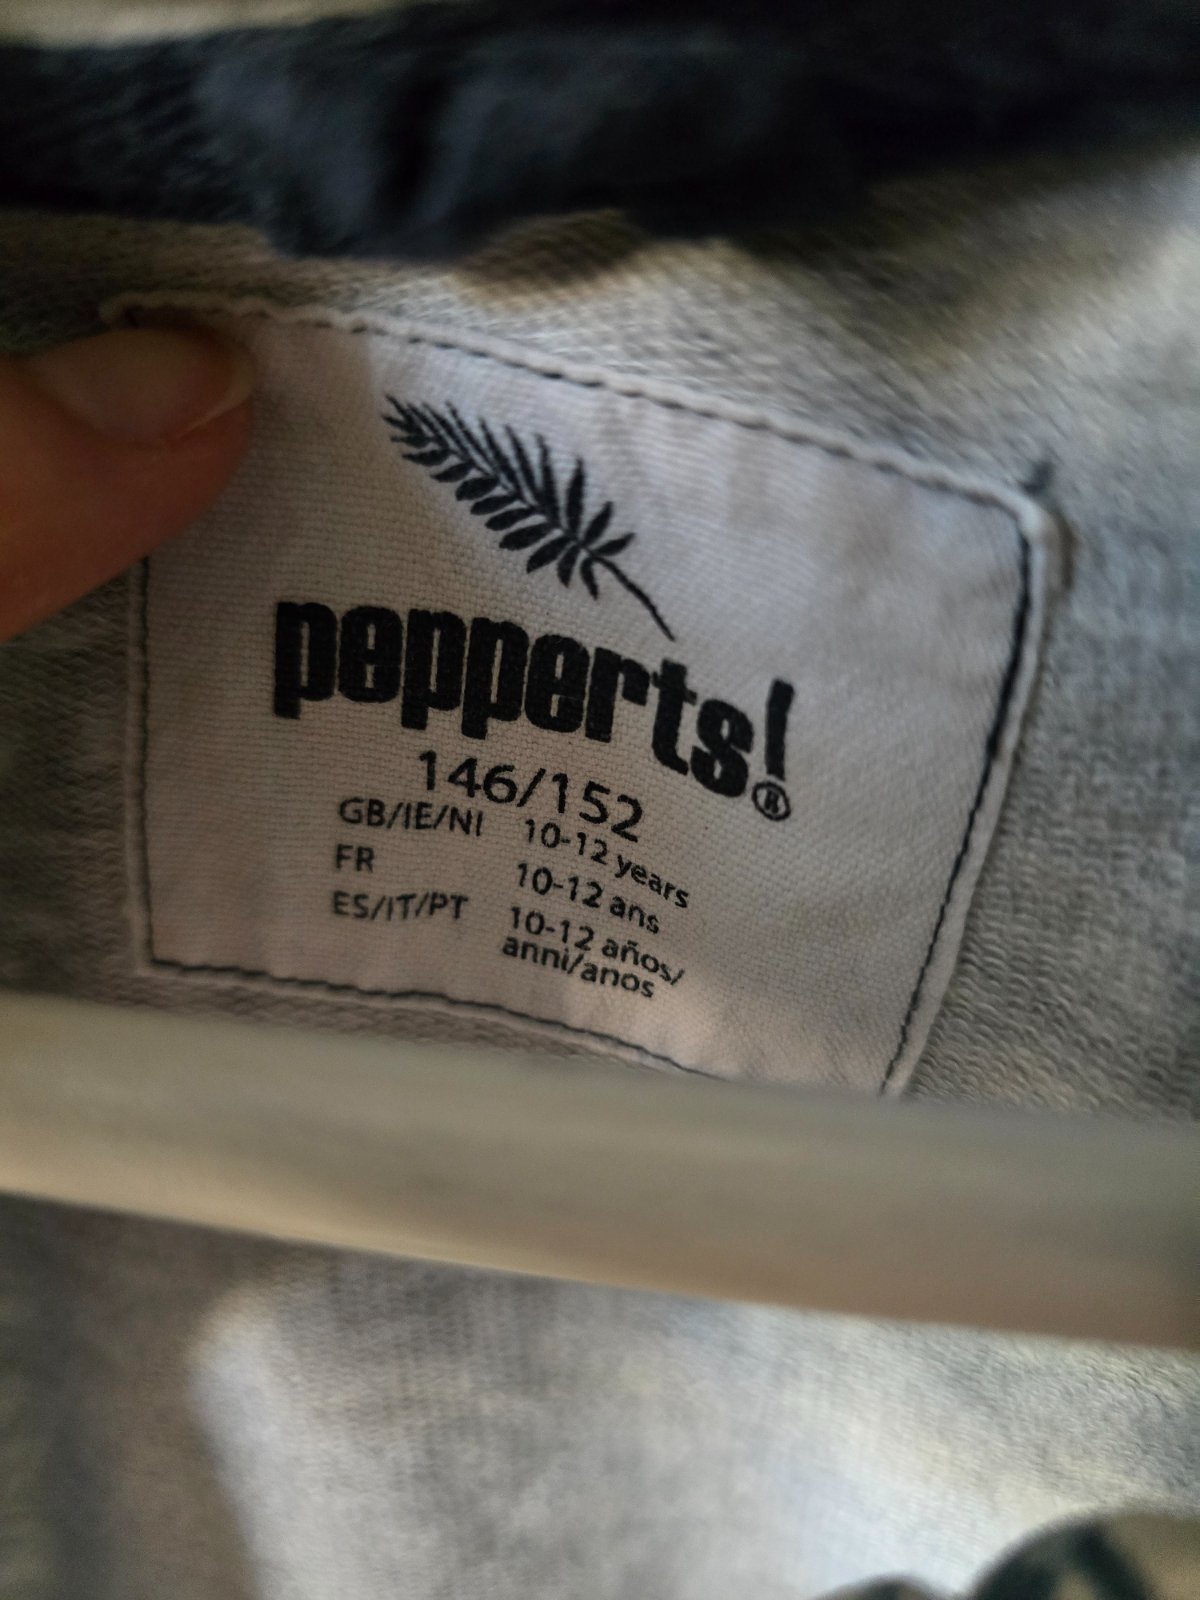 pepperts!®
146/152
GB/IE/NI 10-12 years
FR 10-12 ans
ES/IT/PT 10-12 años/
anni/anos